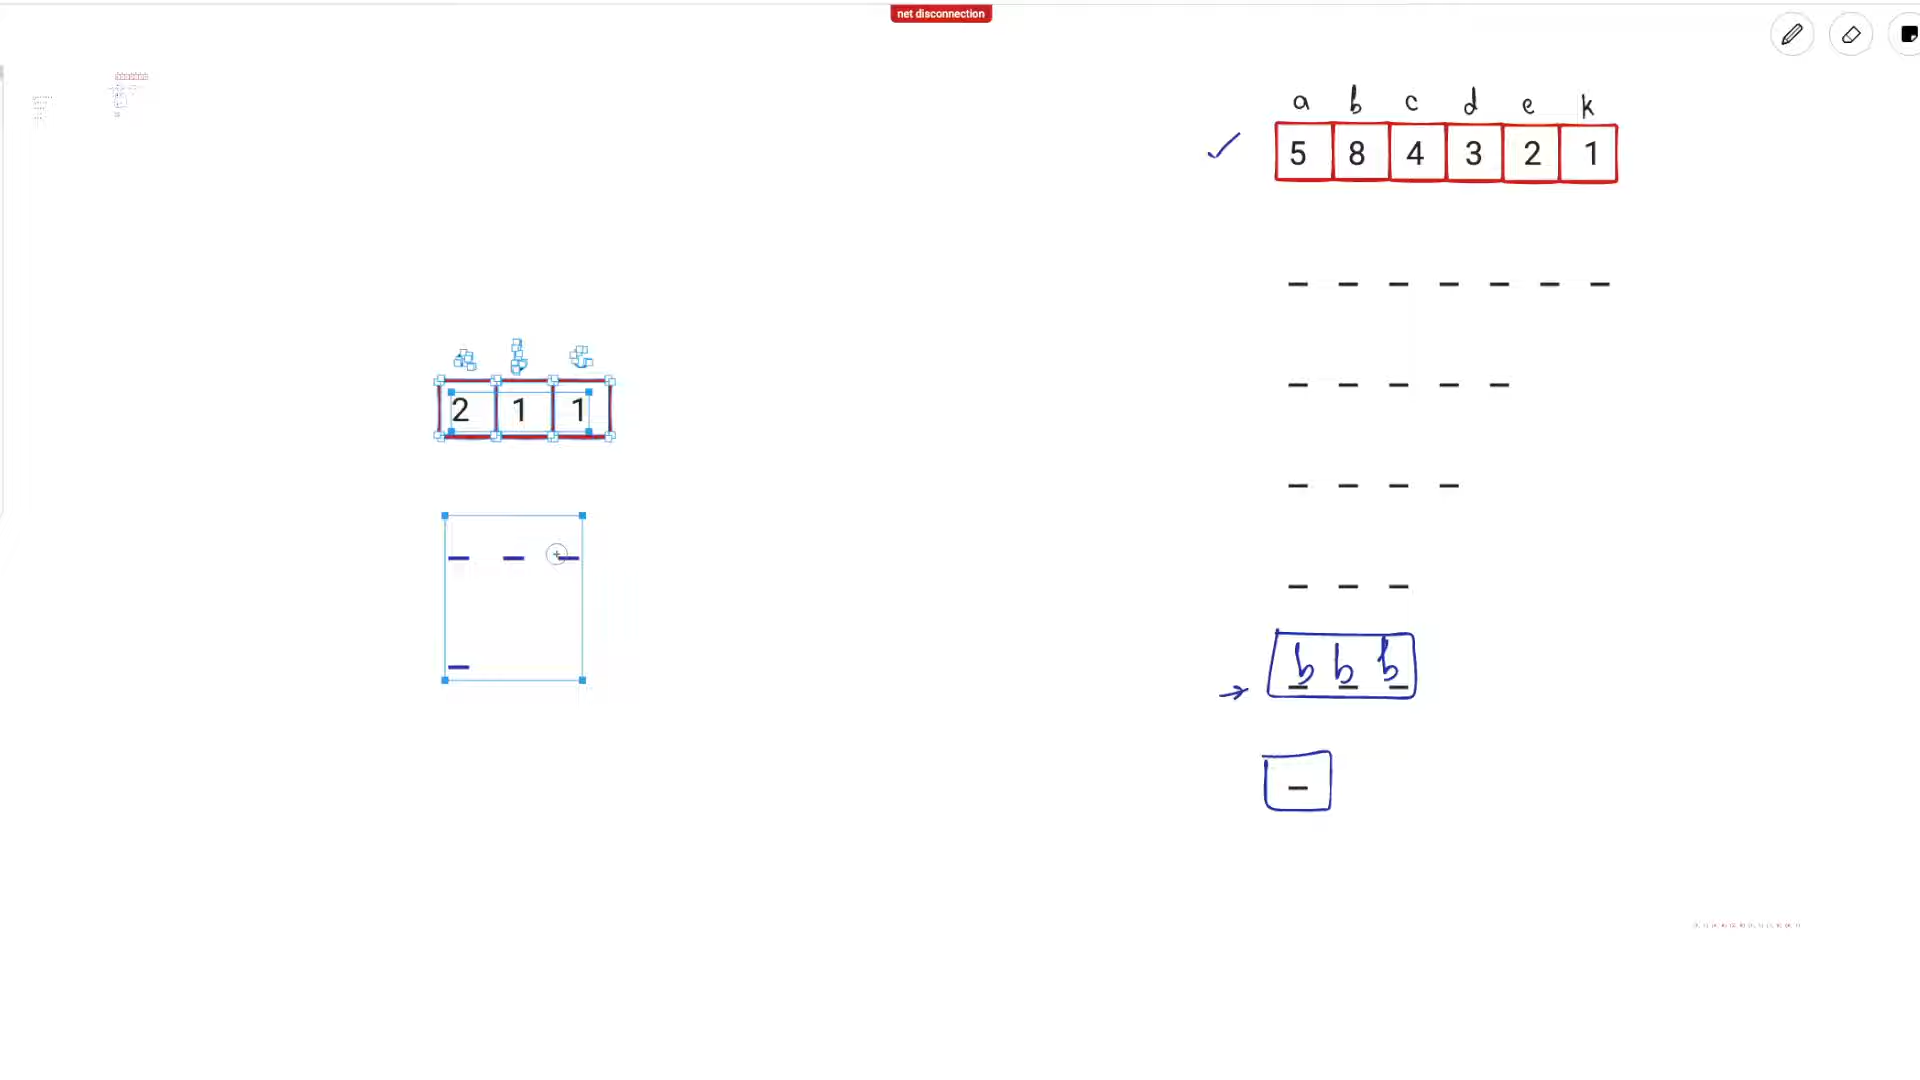 net disconnection
a b c d e k
5 8 4 3 2 1
2 1 1
_ _ _ _ _ _ _
_ _ _ _ _
_ _ _ _
_ _ _
_ _ _
_
b b b
_ _ _
_